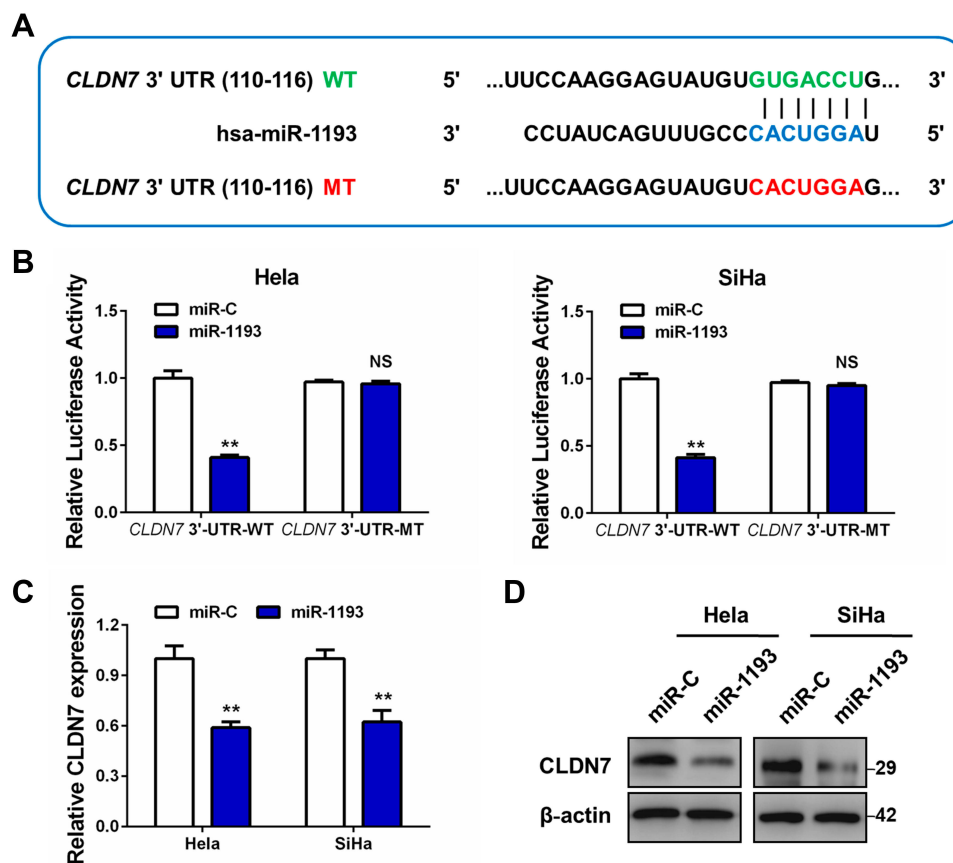 A
CLDN7 3' UTR (110-116) WT 5' ...UUCCAAGGAGUAUGUGUGACCUG... 3'
hsa-miR-1193 3' CCUAUCAGUUUGCCCACUGGAU 5'
CLDN7 3' UTR (110-116) MT 5' ...UUCCAAGGAGUAUGUCACUGGAG... 3'
B
Hela
Relative Luciferase Activity
miR-C
miR-1193
1.5
1.0
0.5
0.0
**
NS
CLDN7 3'-UTR-WT CLDN7 3'-UTR-MT
SiHa
Relative Luciferase Activity
miR-C
miR-1193
1.5
1.0
0.5
0.0
**
NS
CLDN7 3'-UTR-WT CLDN7 3'-UTR-MT
C
Relative CLDN7 expression
miR-C miR-1193
1.2
0.9
0.6
0.3
0.0
**
**
Hela SiHa
D
Hela SiHa
miR-C miR-1193 miR-C miR-1193
CLDN7 29
β-actin 42